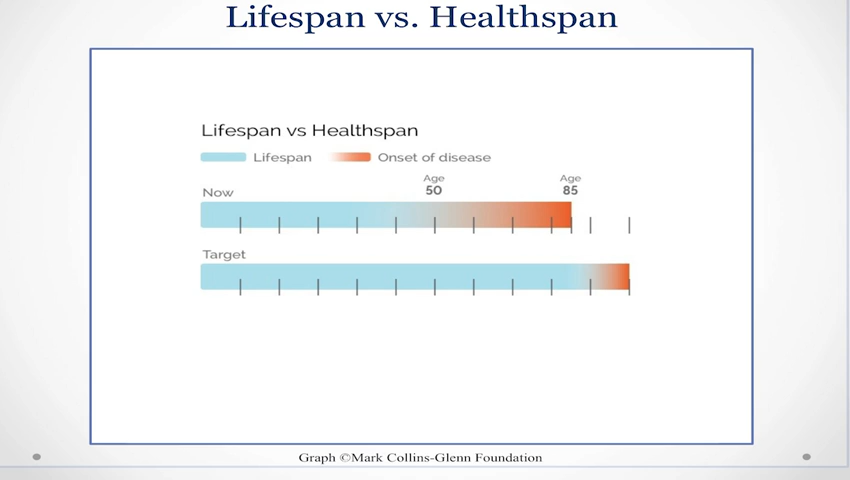 Lifespan vs. Healthspan
Lifespan vs Healthspan
Lifespan Onset of disease
Age Age
Now 50 85
Target
Graph ©Mark Collins-Glenn Foundation